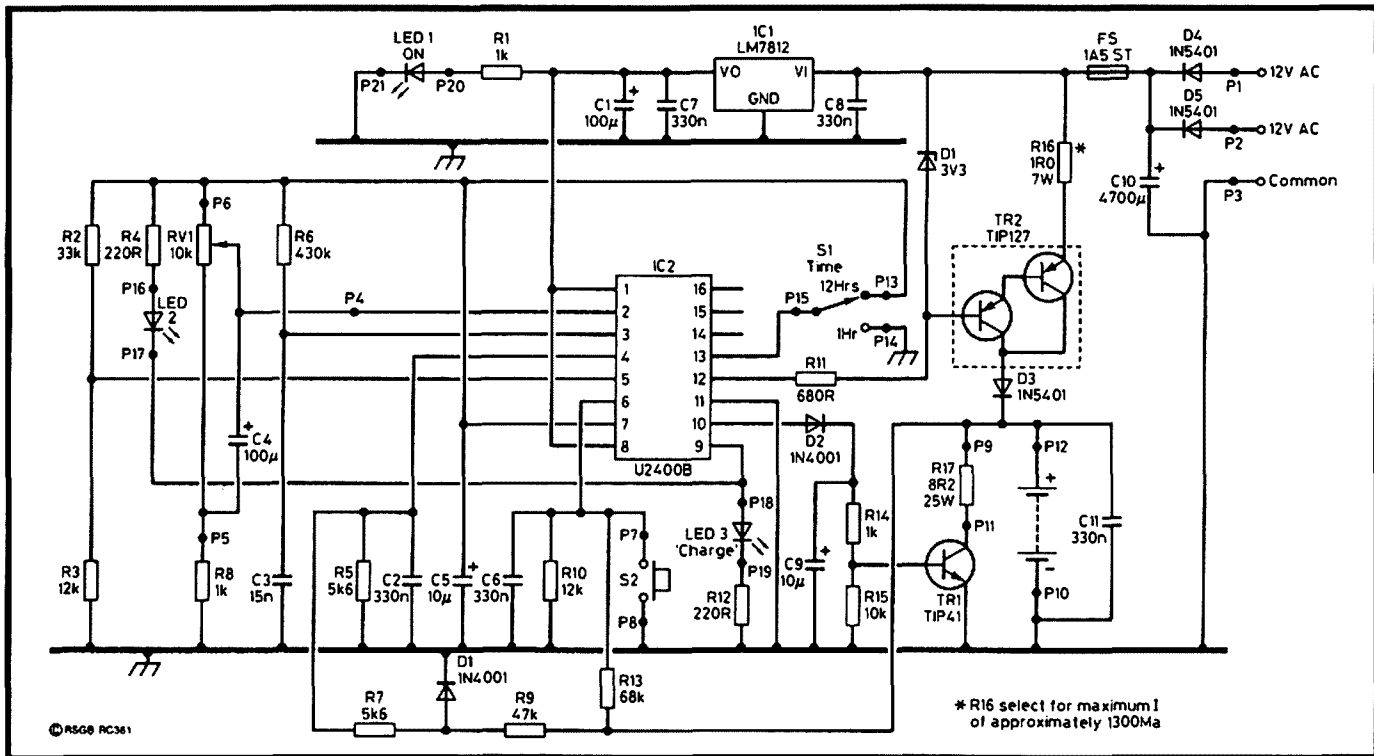 LED 1
ON
R1
1k
IC1
LM7812
FS
1A5 ST
D4
1N5401
P21
P20
VO
VI
GND
P1
12V AC
D5
1N5401
P2
12V AC
C1
100μ
+
C7
330n
C8
330n
D1
3V3
R16
1R0
7W
*
+
C10
4700μ
P3
Common
P6
R2
33k
R4
220R
RV1
10k
R6
430k
TR2
TIP127
IC2
S1
Time
12Hrs
P13
P15
1Hr
P14
P16
LED
2
P17
P4
1
2
3
4
5
6
7
8
16
15
14
13
12
11
10
9
U2400B
R11
680R
D3
1N5401
+
C4
100μ
D2
1N4001
P9
P12
R17
8R2
25W
+
P18
LED 3
'Charge'
P19
P11
C11
330n
P5
R3
12k
R8
1k
C3
15n
R5
5k6
C2
330n
C5
10μ
+
C6
330n
R10
12k
P7
S2
P8
R12
220R
C9
10μ
+
R14
1k
R15
10k
TR1
TIP41
-
P10
D1
1N4001
R7
5k6
R9
47k
R13
68k
* R16 select for maximum I
of approximately 1300Ma
© RSGB RC361